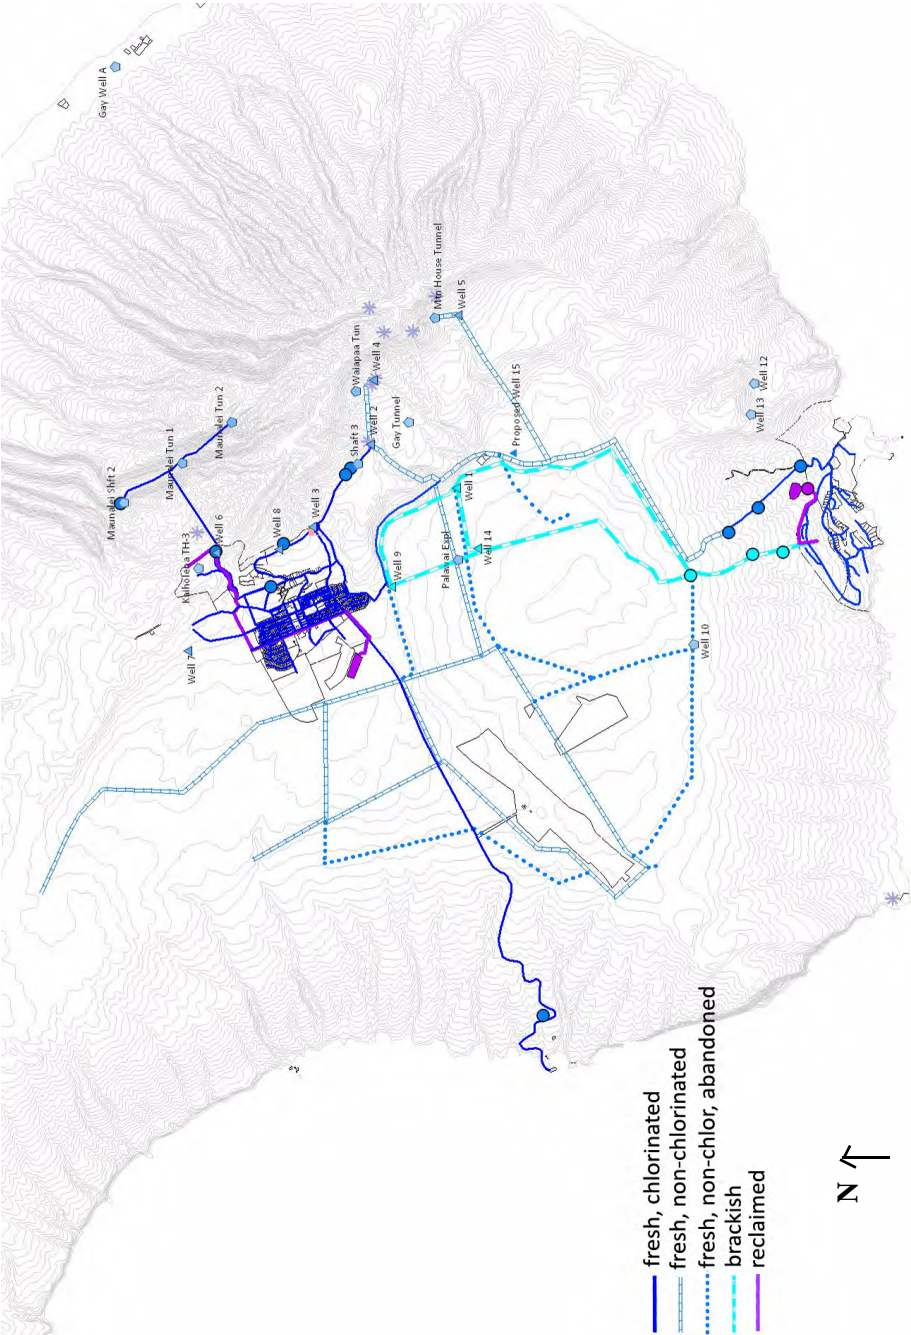 Gay Well A
Maunalei Shft 2
Maunalei Tun 1
Maunalei Tun 2
Kaiholena TH-3
Well 6
Well 8
Well 3
Well 7
Shaft 3
Well 2
Waiapaa Tun
Well 4
Gay Tunnel
Mtn House Tunnel
Well 5
Proposed Well 15
Well 1
Well 9
Palawai Expl
Well 14
Well 12
Well 13
Well 10
fresh, chlorinated
fresh, non-chlorinated
fresh, non-chlor, abandoned
brackish
reclaimed
N